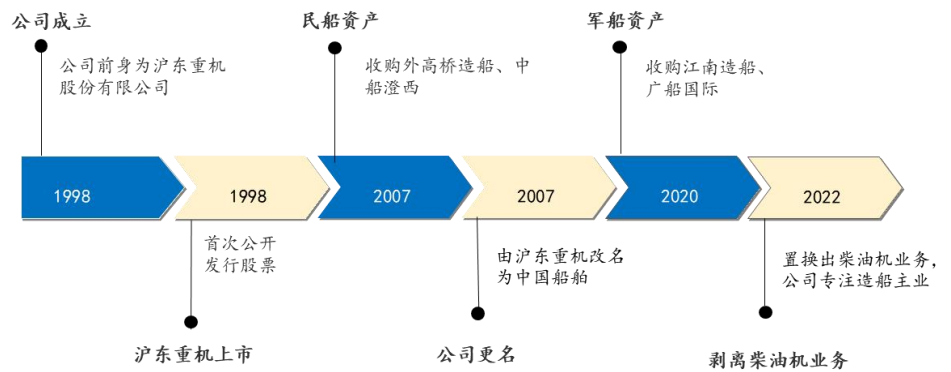 公司成立
民船资产
军船资产
公司前身为沪东重机
股份有限公司
收购外高桥造船、中
船澄西
收购江南造船、
广船国际
1998
1998
2007
2007
2020
2022
首次公开
发行股票
由沪东重机改名
为中国船舶
置换出柴油机业务，
公司专注造船主业
沪东重机上市
公司更名
剥离柴油机业务